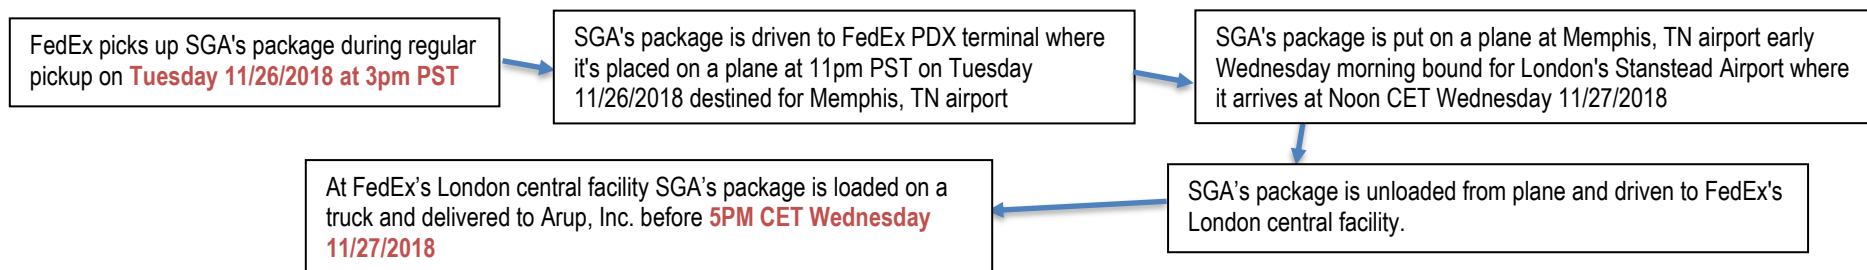 FedEx picks up SGA's package during regular
pickup on Tuesday 11/26/2018 at 3pm PST
SGA's package is driven to FedEx PDX terminal where
it's placed on a plane at 11pm PST on Tuesday
11/26/2018 destined for Memphis, TN airport
SGA's package is put on a plane at Memphis, TN airport early
Wednesday morning bound for London's Stanstead Airport where
it arrives at Noon CET Wednesday 11/27/2018
SGA’s package is unloaded from plane and driven to FedEx's
London central facility.
At FedEx’s London central facility SGA’s package is loaded on a
truck and delivered to Arup, Inc. before 5PM CET Wednesday
11/27/2018